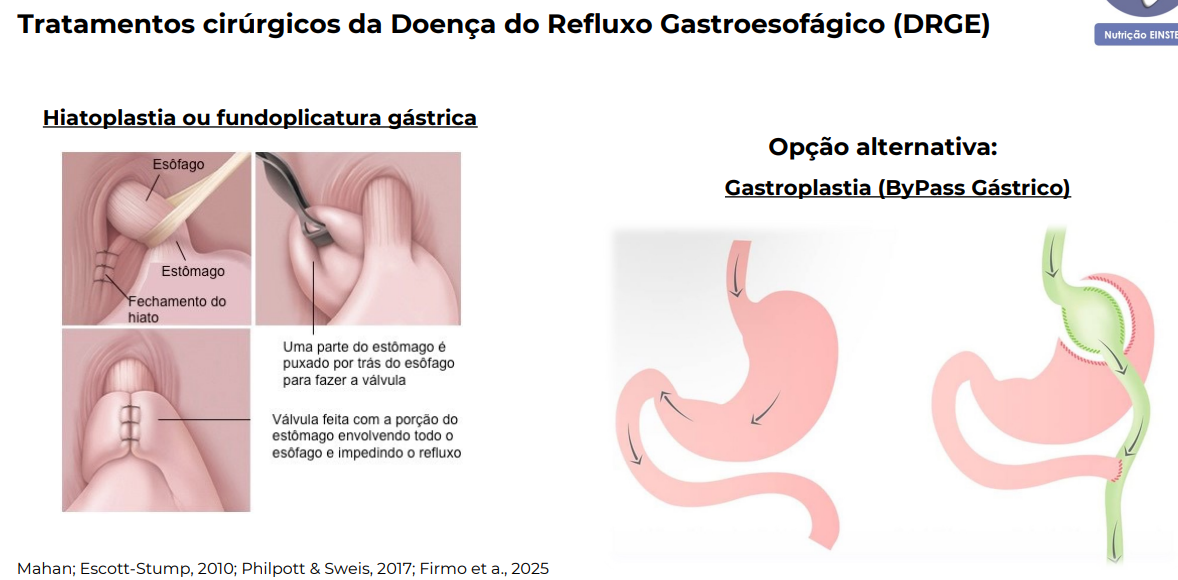 Tratamentos cirúrgicos da Doença do Refluxo Gastroesofágico (DRGE)
Nutrição
Hiatoplastia ou fundoplicatura gástrica
Esôfago
Estômago
Fechamento do
hiato
Uma parte do estômago é
puxado por trás do esôfago
para fazer a válvula
Válvula feita com a porção do
estômago envolvendo todo o
esôfago e impedindo o refluxo
Opção alternativa:
Gastroplastia (ByPass Gástrico)
Mahan; Escott-Stump, 2010; Philpott & Sweis, 2017; Firmo et a., 2025